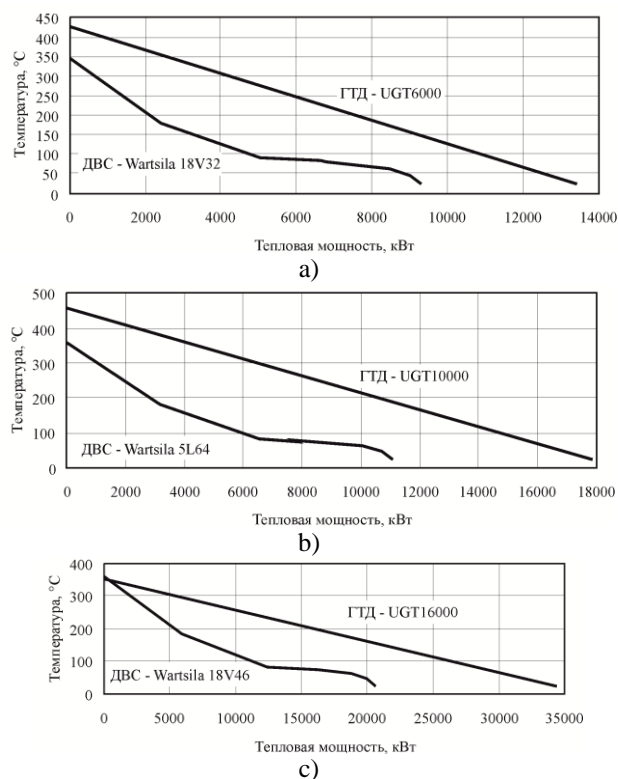 Температура, °C
450
400
350
300
250
200
150
100
50
0
ГТД - UGT6000
ДВС - Wartsila 18V32
0 2000 4000 6000 8000 10000 12000 14000
Тепловая мощность, кВт
a)
Температура, °C
500
400
300
200
100
0
ГТД - UGT10000
ДВС - Wartsila 5L64
0 2000 4000 6000 8000 10000 12000 14000 16000 18000
Тепловая мощность, кВт
b)
Температура, °C
400
300
200
100
0
ГТД - UGT16000
ДВС - Wartsila 18V46
0 5000 10000 15000 20000 25000 30000 35000
Тепловая мощность, кВт
c)